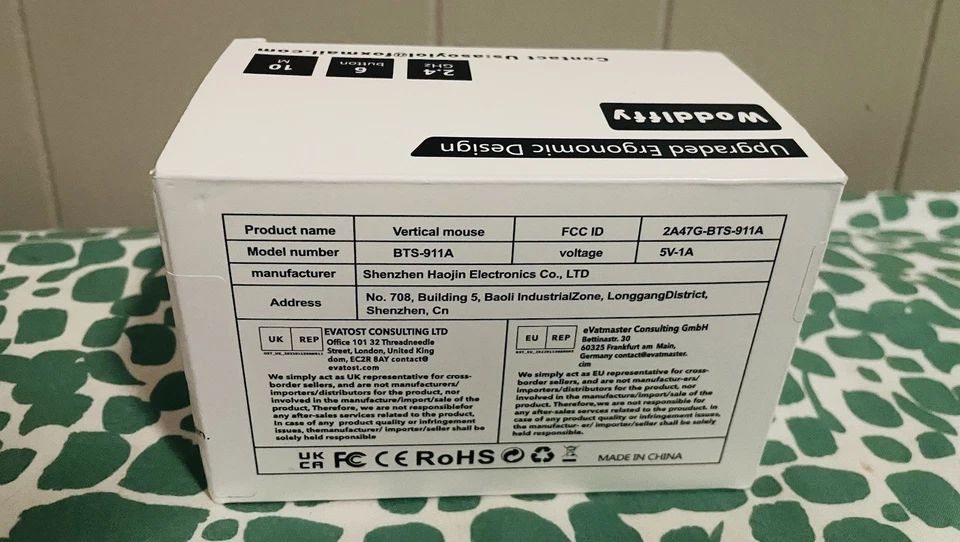 Contact Us:asoyiol@foxmail.com
2.4 GHz
6 button
10 M
Woddlffy
Upgraded Ergonomic Design
Product name Vertical mouse FCC ID 2A47G-BTS-911A
Model number BTS-911A voltage 5V-1A
manufacturer Shenzhen Haojin Electronics Co., LTD
Address No. 708, Building 5, Baoli IndustrialZone, LonggangDistrict,
Shenzhen, Cn
UK REP
EVATOST CONSULTING LTD
Office 101 32 Threadneedle
Street, London, United King
dom, EC2R 8AY contact@
evatost.com
We simply act as UK representative for cross-
border sellers, and are not manufacturers/
importers/distributors for the product, nor
involved in the manufacture/import/sale of the
product, Therefore, we are not responsiblefor
any after-sales services related to the product,
In case of any product quality or infringement
issues, themanufacturer/ importer/seller shall be
solely held responsible
EU REP
eVatmaster Consulting GmbH
Bettinastr. 30
60325 Frankfurt am Main,
Germany contact@evatmaster.
cim
We simply act as EU representative for cross-
border sellers, and are not manufactur-ers/
importers/distributors for the product, nor
involved in the manufacture/import/sale of the
product. Therefore, we are not responsible for
any after-sales services related to the prouduct. In
case of any product quality or infringement issues,
the manufactur- er/ importer/seller shall be
held responsible.
UK
CA FC CE RoHS MADE IN CHINA